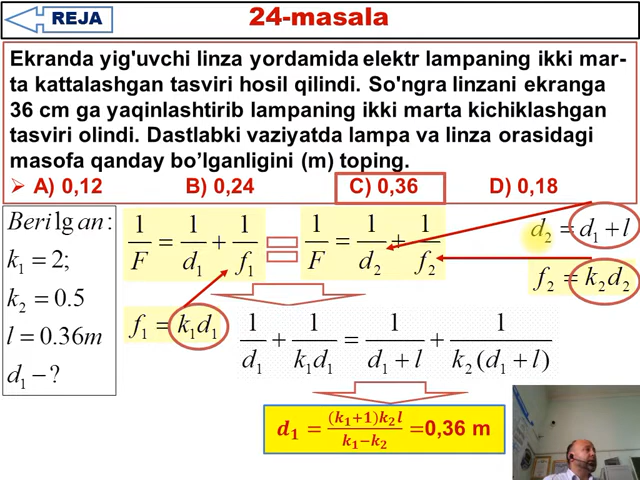 REJA
24-masala
Ekranda yig'uvchi linza yordamida elektr lampaning ikki mar-
ta kattalashgan tasviri hosil qilindi. So'ngra linzani ekranga
36 cm ga yaqinlashtirib lampaning ikki marta kichiklashgan
tasviri olindi. Dastlabki vaziyatda lampa va linza orasidagi
masofa qanday bo’lganligini (m) toping.
➢ A) 0,12 B) 0,24 C) 0,36 D) 0,18
Berilgan:
k₁ = 2;
k₂ = 0.5
l = 0.36m
d₁ − ?
1/F = 1/d₁ + 1/f₁ = 1/F = 1/d₂ + 1/f₂
d₂ = d₁ + l
f₂ = k₂d₂
f₁ = k₁d₁
1/d₁ + 1/k₁d₁ = 1/(d₁ + l) + 1/k₂(d₁ + l)
d₁ = (k₁+1)k₂l/(k₁−k₂) =0,36 m